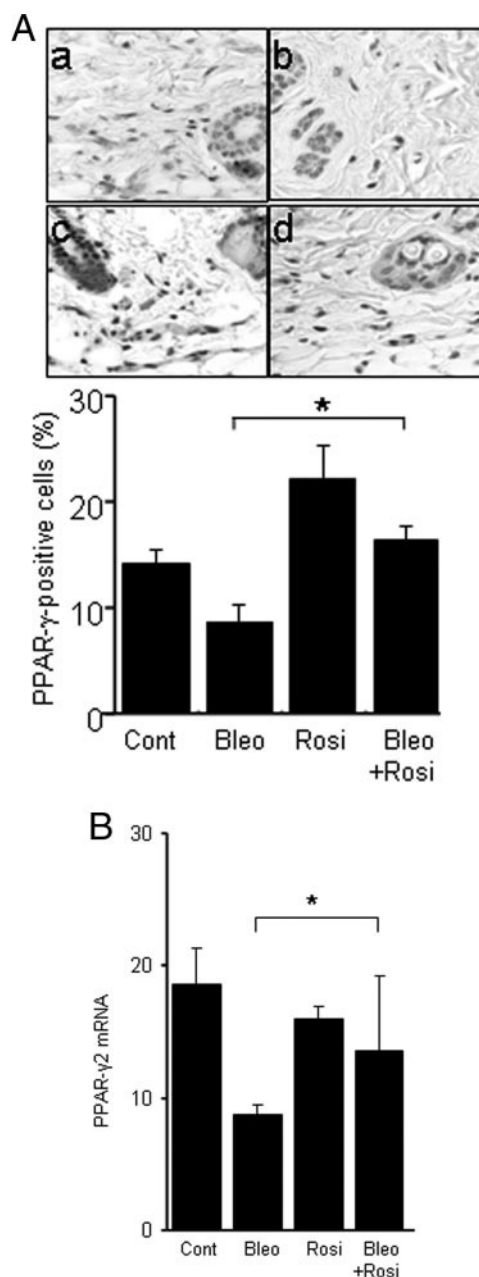 A
a
b
c
d
PPAR-γ-positive cells (%)
30
20
10
0
*
Cont Bleo Rosi Bleo
+Rosi
B
PPAR-γ2 mRNA
30
20
10
0
*
Cont Bleo Rosi Bleo
+Rosi